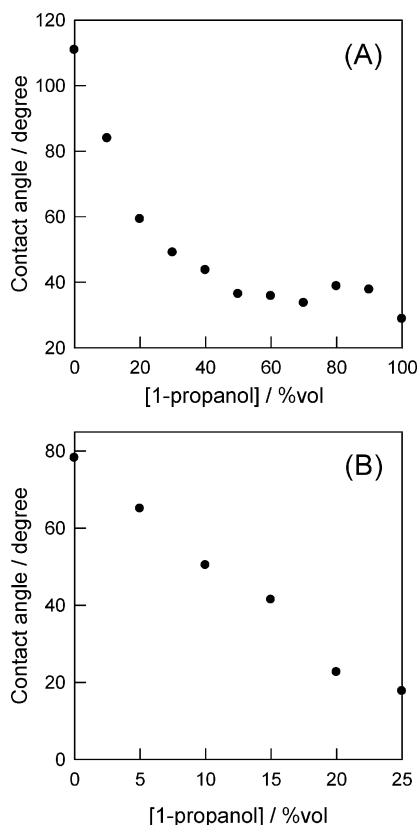 (A)
Contact angle / degree
120
100
80
60
40
20
0 20 40 60 80 100
[1-propanol] / %vol
(B)
Contact angle / degree
80
60
40
20
0
0 5 10 15 20 25
[1-propanol] / %vol